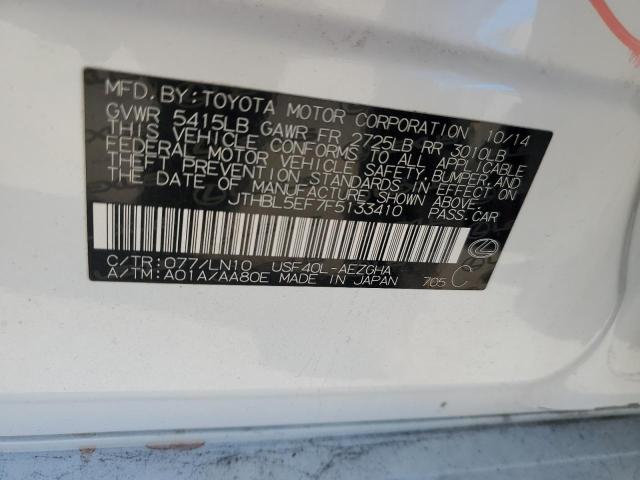 MFD. BY: TOYOTA MOTOR CORPORATION 10/14
GVWR 5415LB GAWR FR 2725LB RR 3010LB
THIS VEHICLE CONFORMS TO ALL APPLICABLE
FEDERAL MOTOR VEHICLE SAFETY, BUMPER, AND
THEFT PREVENTION STANDARDS IN EFFECT ON
THE DATE OF MANUFACTURE SHOWN ABOVE.
JTHBL5EF7F5133410 PASS.CAR
C/TR: 077/LN10 USF40L-AEZGHA
A/TM: A01A/AA80E MADE IN JAPAN 7J05 C